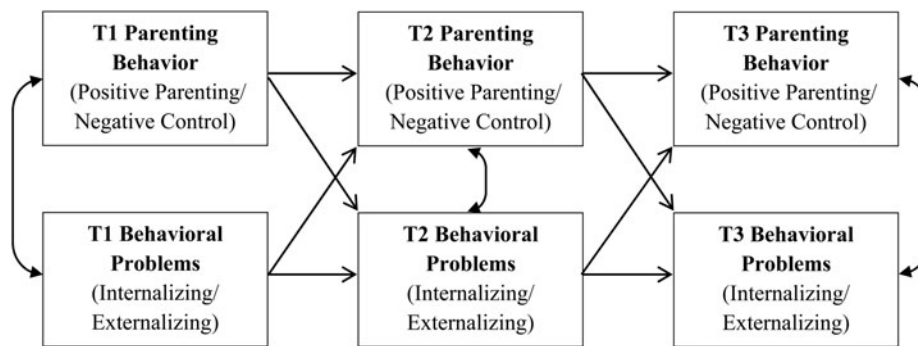 T1 Parenting
Behavior
(Positive Parenting/
Negative Control)
T2 Parenting
Behavior
(Positive Parenting/
Negative Control)
T3 Parenting
Behavior
(Positive Parenting/
Negative Control)
T1 Behavioral
Problems
(Internalizing/
Externalizing)
T2 Behavioral
Problems
(Internalizing/
Externalizing)
T3 Behavioral
Problems
(Internalizing/
Externalizing)